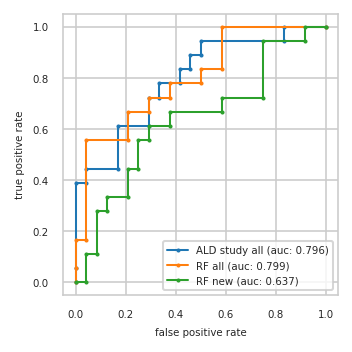 1.0
0.8
0.6
0.4
0.2
0.0
true positive rate
ALD study all (auc: 0.796)
RF all (auc: 0.799)
RF new (auc: 0.637)
0.0 0.2 0.4 0.6 0.8 1.0
false positive rate